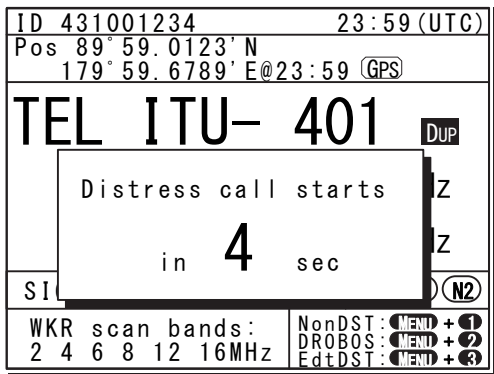 ID 431001234 23:59(UTC)
Pos 89°59.0123'N
179°59.6789'E@23:59 GPS
TEL ITU- 401 DUP
Distress call starts
in 4 sec
N2
WKR scan bands:
2 4 6 8 12 16MHz
NonDST:MENU+1
DROBOS:MENU+2
EdtDST:MENU+3